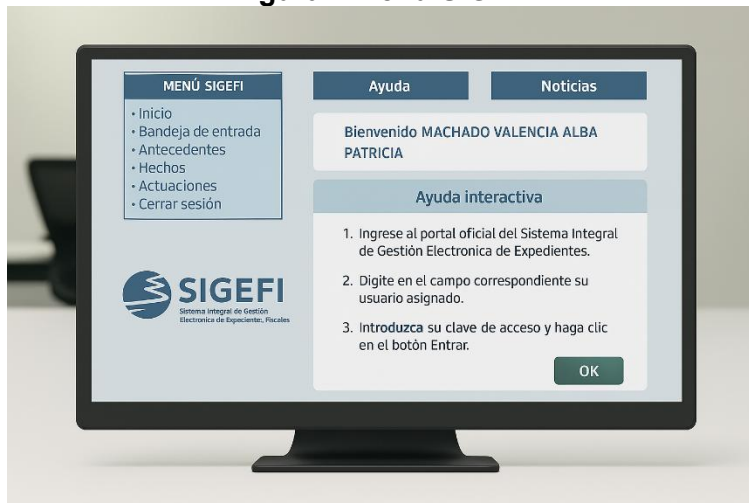 MENÚ SIGEFI
• Inicio
• Bandeja de entrada
• Antecedentes
• Hechos
• Actuaciones
• Cerrar sesión
SIGEFI
Sistema Integral de Gestión
Electronica de Expeciente:, Fiscales
Ayuda
Noticias
Bienvenido MACHADO VALENCIA ALBA
PATRICIA
Ayuda interactiva
1. Ingrese al portal oficial del Sistema Integral
de Gestión Electronica de Expedientes.
2. Digite en el campo correspondiente su
usuario asignado.
3. Introduzca su clave de acceso y haga clic
en el botòn Entrar.
OK